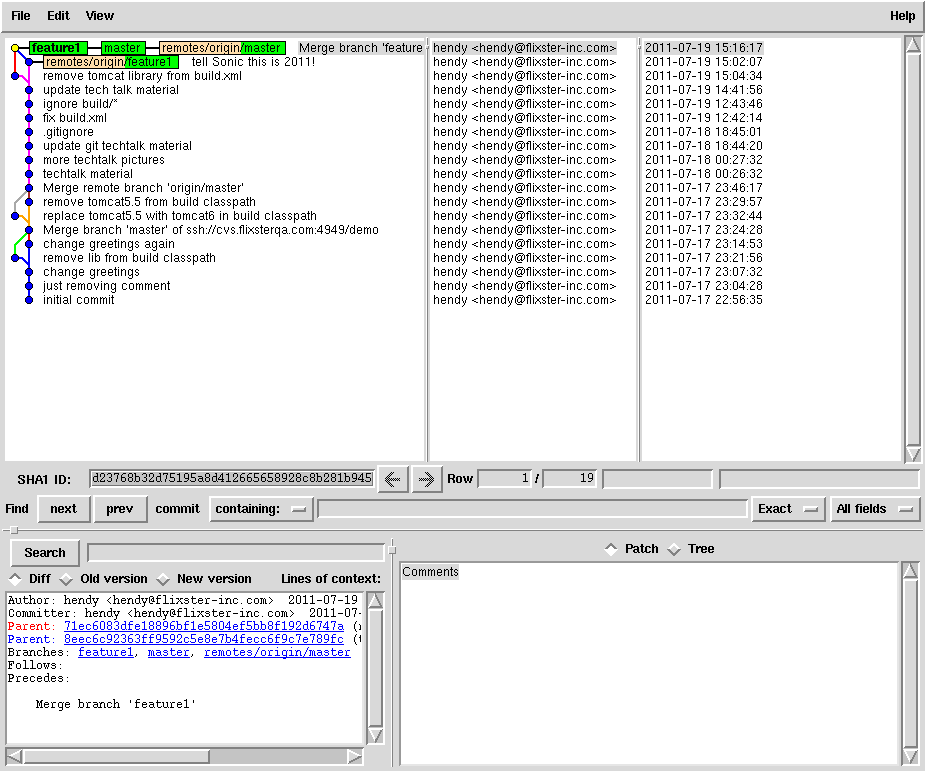 File Edit View Help
feature1 master remotes/origin/master Merge branch 'feature hendy <hendy@flixster-inc.com> 2011-07-19 15:16:17
remotes/origin/feature1 tell Sonic this is 2011! hendy <hendy@flixster-inc.com> 2011-07-19 15:02:07
remove tomcat library from build.xml hendy <hendy@flixster-inc.com> 2011-07-19 15:04:34
update tech talk material hendy <hendy@flixster-inc.com> 2011-07-19 14:41:56
ignore build/* hendy <hendy@flixster-inc.com> 2011-07-19 12:43:46
fix build.xml hendy <hendy@flixster-inc.com> 2011-07-19 12:42:14
.gitignore hendy <hendy@flixster-inc.com> 2011-07-18 18:45:01
update git techtalk material hendy <hendy@flixster-inc.com> 2011-07-18 18:44:20
more techtalk pictures hendy <hendy@flixster-inc.com> 2011-07-18 00:27:32
techtalk material hendy <hendy@flixster-inc.com> 2011-07-18 00:26:32
Merge remote branch 'origin/master' hendy <hendy@flixster-inc.com> 2011-07-17 23:46:17
remove tomcat5.5 from build classpath hendy <hendy@flixster-inc.com> 2011-07-17 23:29:57
replace tomcat5.5 with tomcat6 in build classpath hendy <hendy@flixster-inc.com> 2011-07-17 23:32:44
Merge branch 'master' of ssh://cvs.flixsterqa.com:4949/demo hendy <hendy@flixster-inc.com> 2011-07-17 23:24:28
change greetings again hendy <hendy@flixster-inc.com> 2011-07-17 23:14:53
remove lib from build classpath hendy <hendy@flixster-inc.com> 2011-07-17 23:21:56
change greetings hendy <hendy@flixster-inc.com> 2011-07-17 23:07:32
just removing comment hendy <hendy@flixster-inc.com> 2011-07-17 23:04:28
initial commit hendy <hendy@flixster-inc.com> 2011-07-17 22:56:35
SHA1 ID: d23768b32d75195a8d412665658928c8b281b945 Row 1 / 19
Find next prev commit containing: Exact All fields
Search
Diff Old version New version Lines of context:
Author: hendy <hendy@flixster-inc.com> 2011-07-19
Committer: hendy <hendy@flixster-inc.com> 2011-07-
Parent: 71ec6083dfe18896bf1e5804ef5bb8f192d6747a (r
Parent: 8eec6c92363ff9592c5e8e7b4fecc6f9c7e789fc (t
Branches: feature1, master, remotes/origin/master
Follows:
Precedes:
Merge branch 'feature1'
Patch Tree
Comments